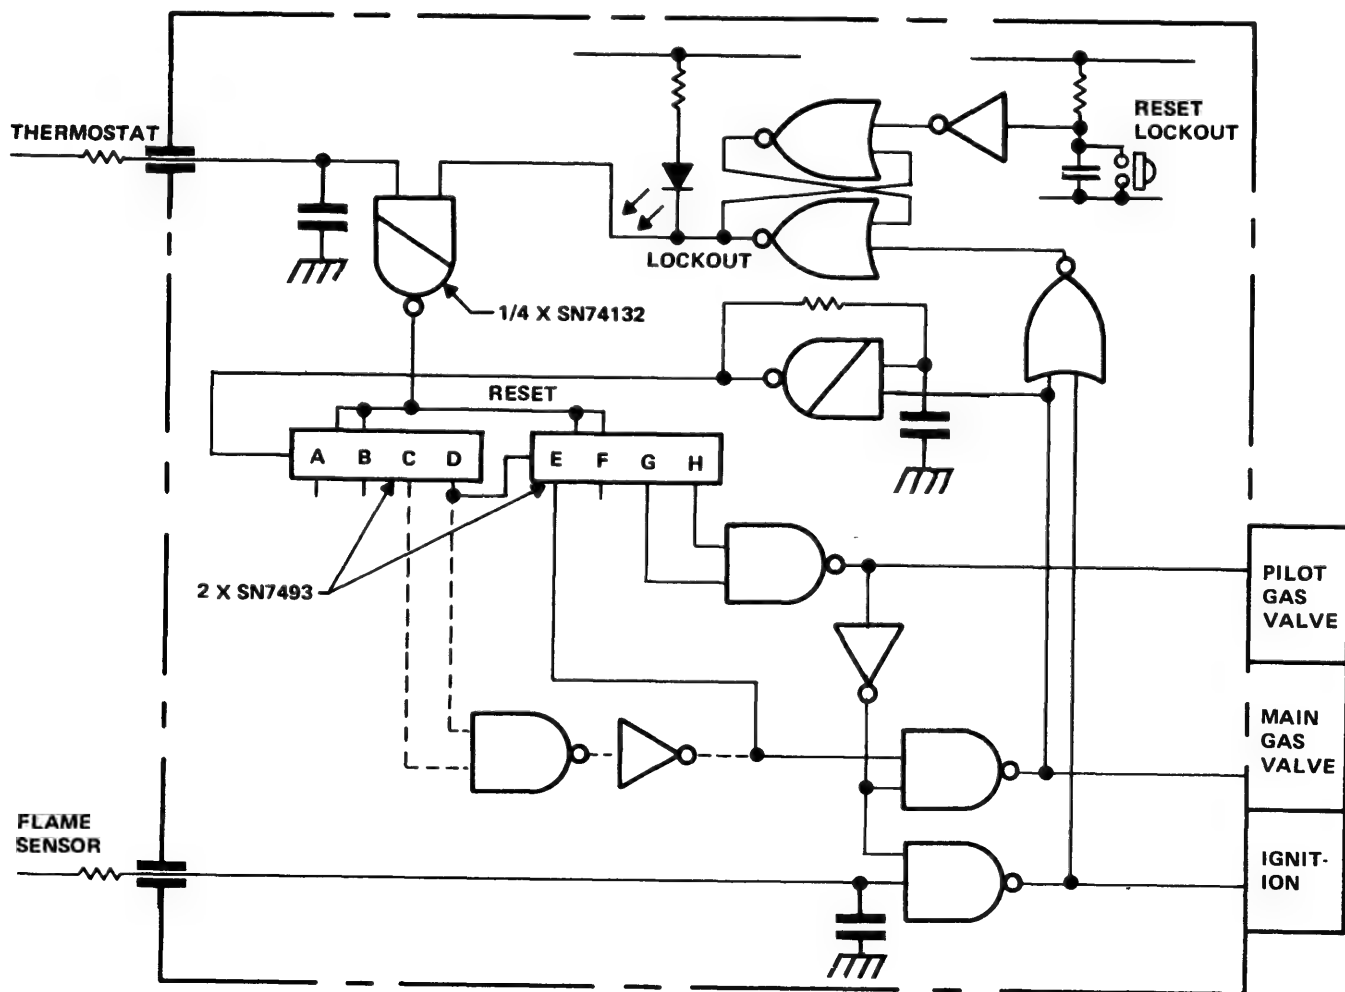 THERMOSTAT
RESET
LOCKOUT
LOCKOUT
1/4 X SN74132
RESET
A B C D
E F G H
2 X SN7493
PILOT
GAS
VALVE
MAIN
GAS
VALVE
FLAME
SENSOR
IGNIT-
ION